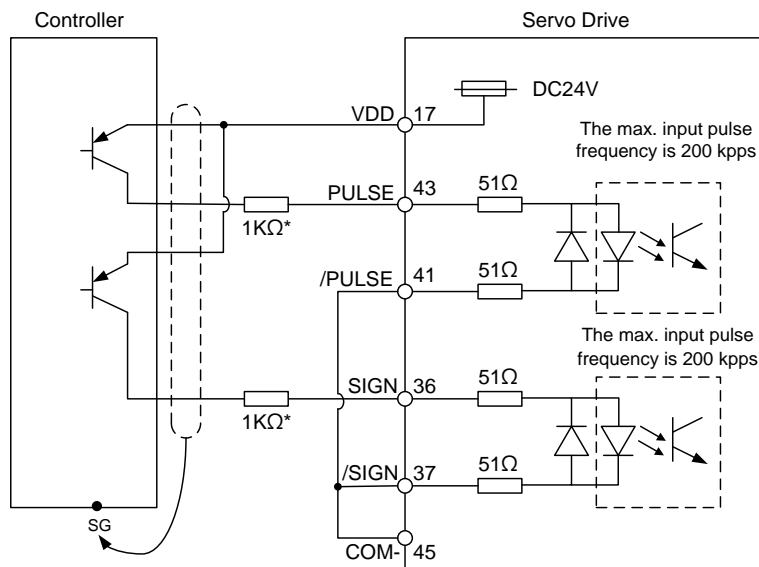 Controller
Servo Drive
VDD
17
DC24V
The max. input pulse
frequency is 200 kpps
PULSE
43
51Ω
1KΩ*
/PULSE
41
51Ω
The max. input pulse
frequency is 200 kpps
SIGN
36
51Ω
1KΩ*
/SIGN
37
51Ω
SG
COM-
45